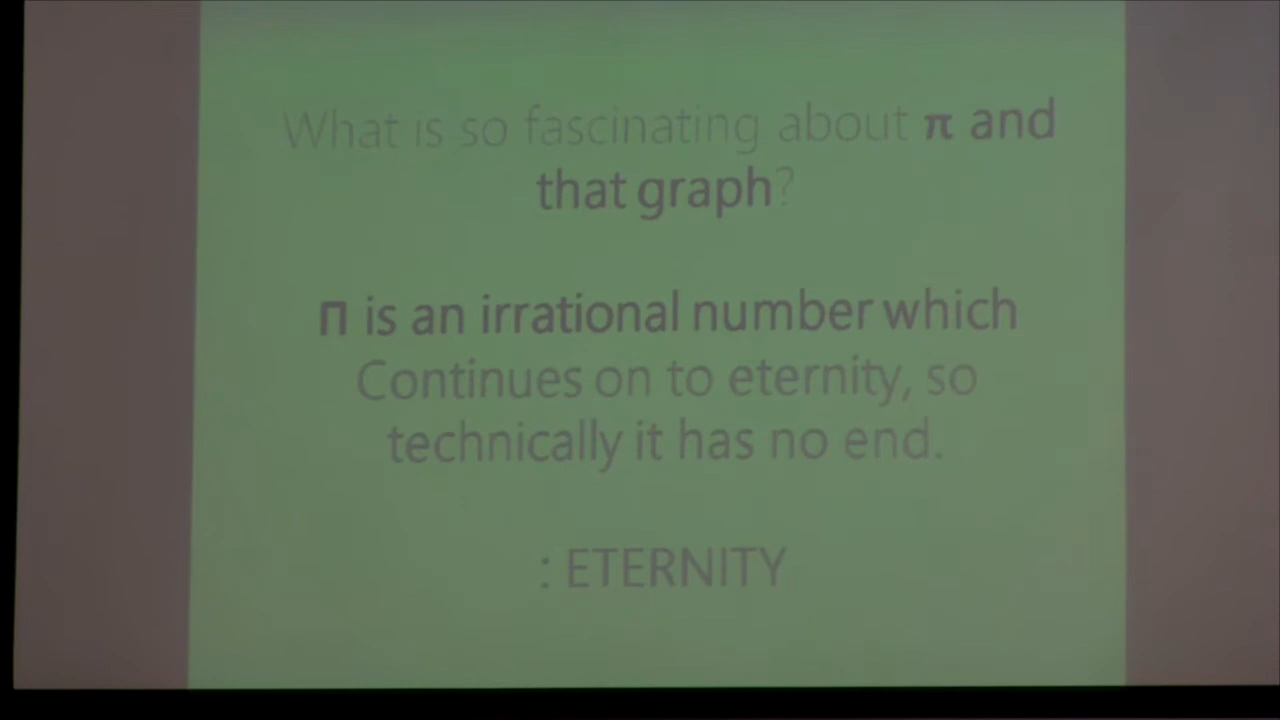 What is so fascinating about π and
that graph?
Π is an irrational number which
Continues on to eternity, so
technically it has no end.
: ETERNITY